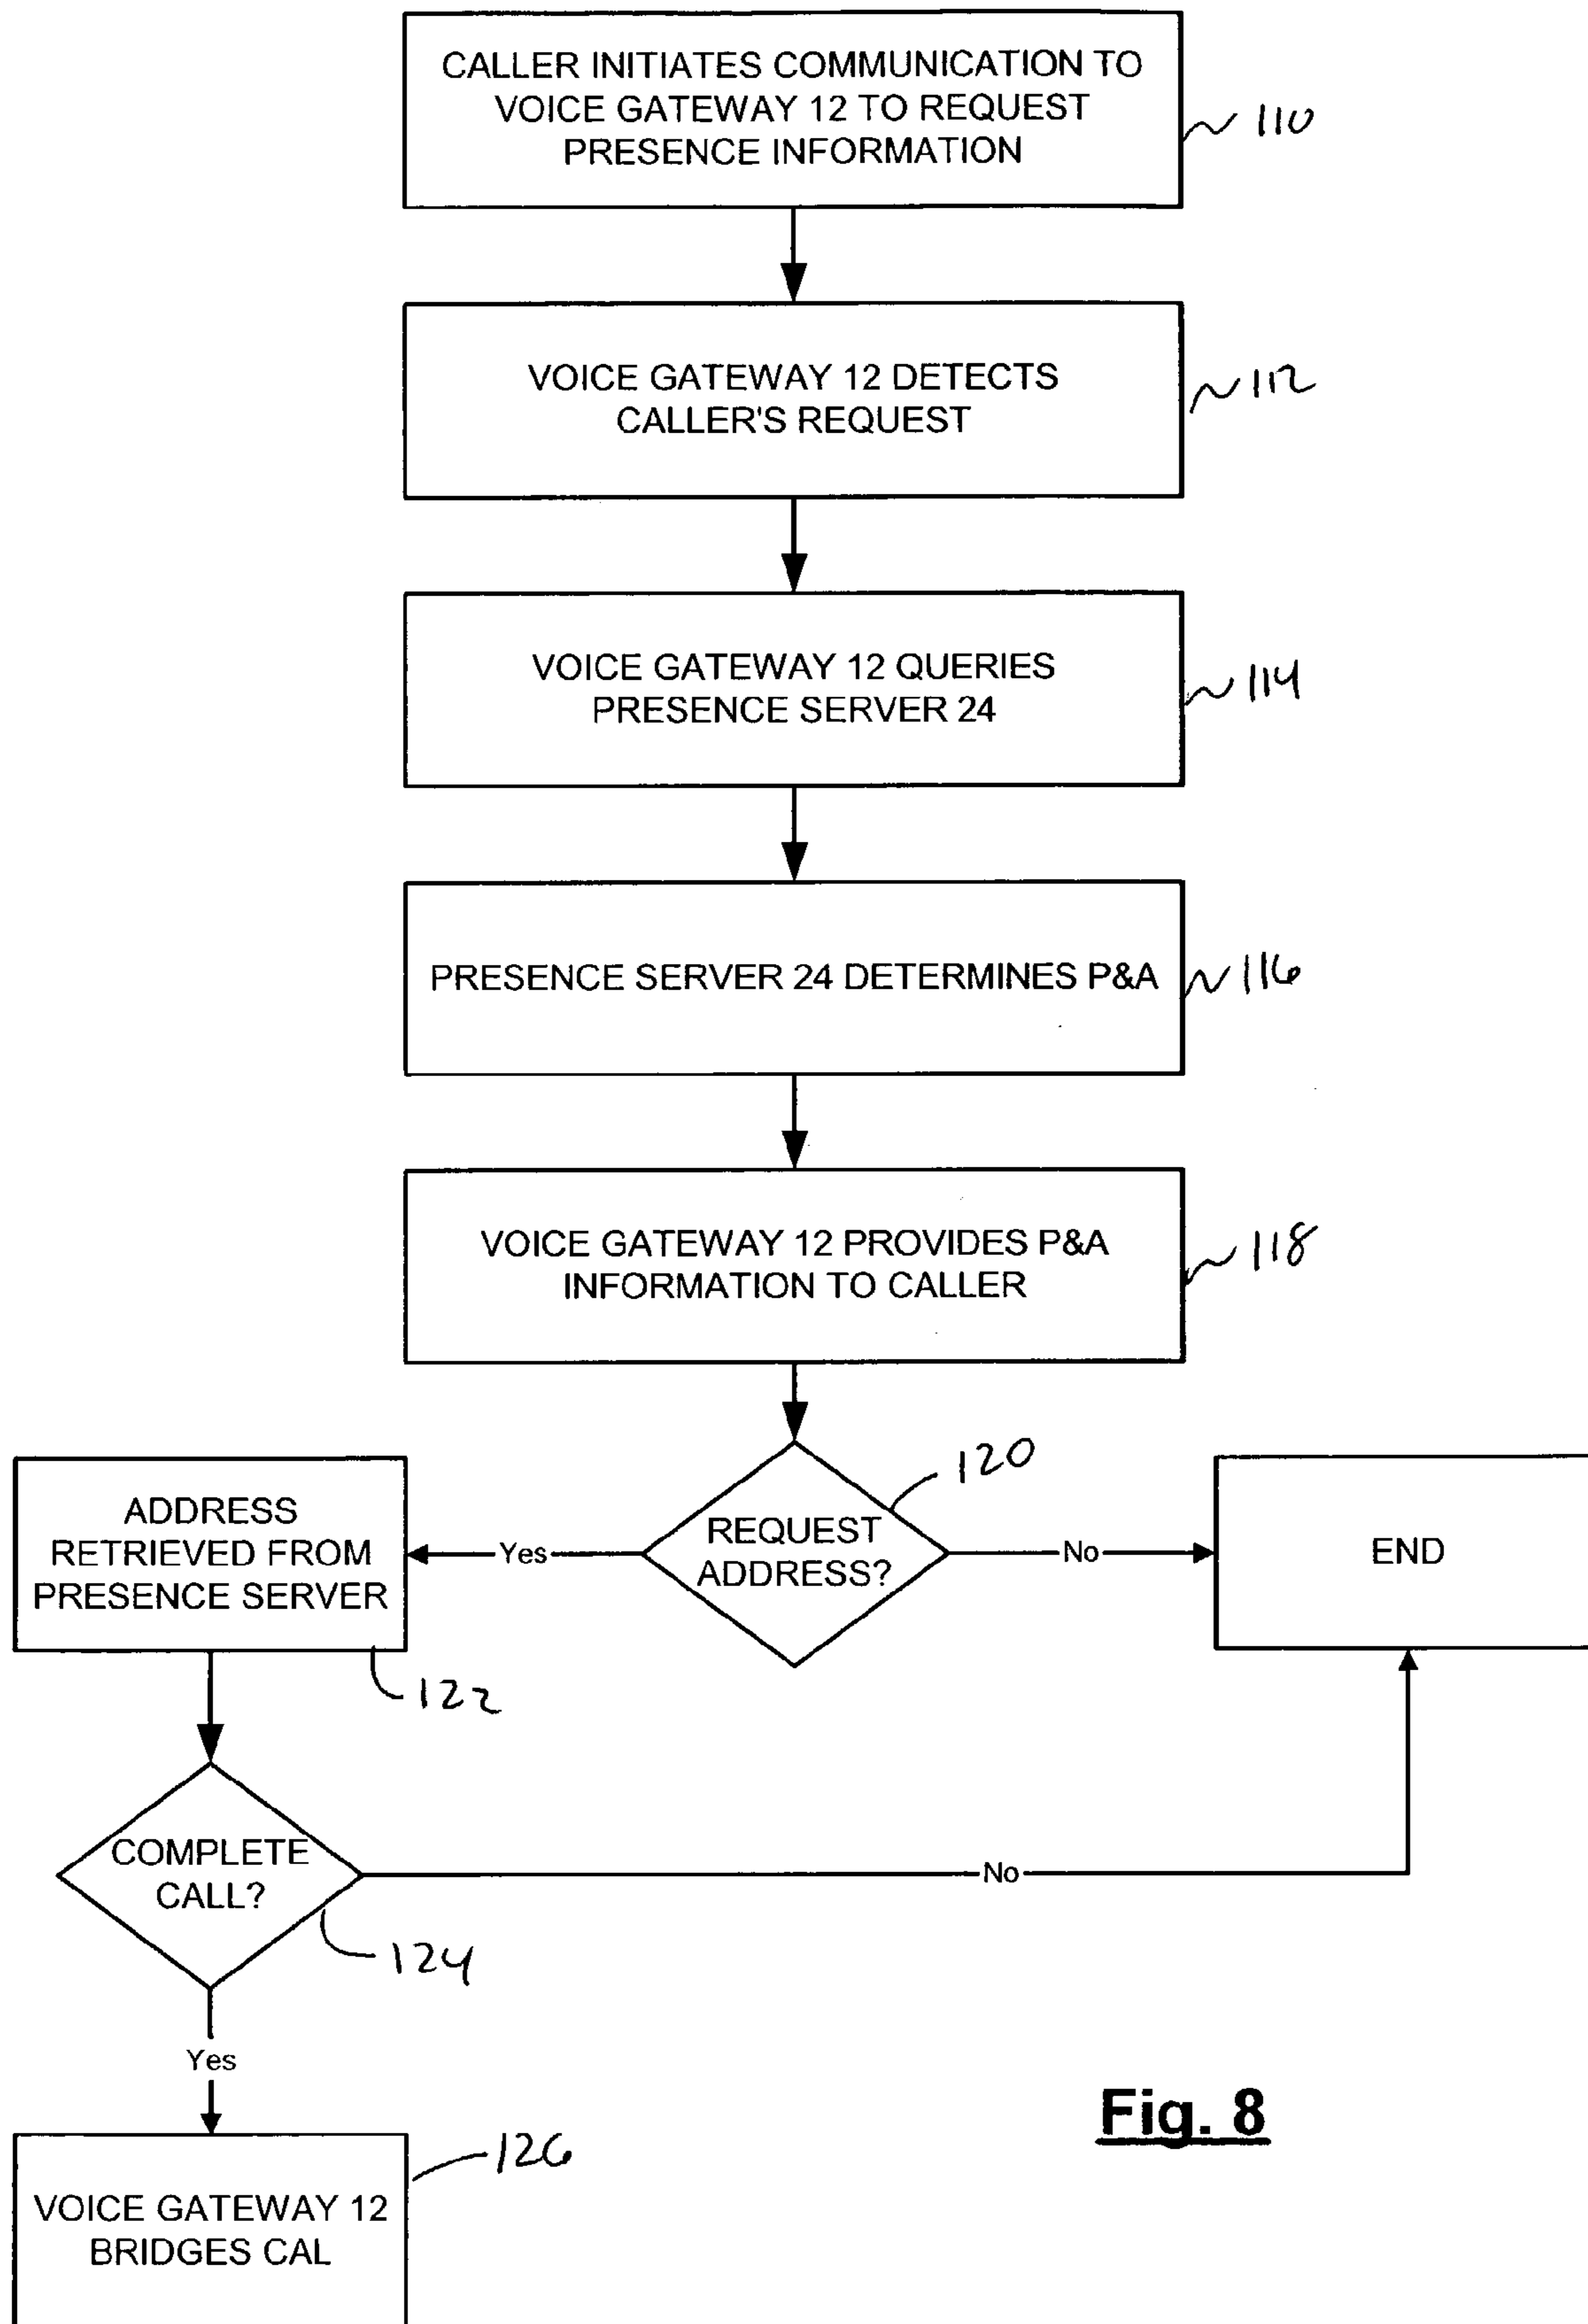 CALLER INITIATES COMMUNICATION TO
VOICE GATEWAY 12 TO REQUEST
PRESENCE INFORMATION
110
VOICE GATEWAY 12 DETECTS
CALLER'S REQUEST
112
VOICE GATEWAY 12 QUERIES
PRESENCE SERVER 24
114
PRESENCE SERVER 24 DETERMINES P&A
116
VOICE GATEWAY 12 PROVIDES P&A
INFORMATION TO CALLER
118
ADDRESS
RETRIEVED FROM
PRESENCE SERVER
122
Yes
REQUEST
ADDRESS?
120
No
END
COMPLETE
CALL?
124
No
Yes
VOICE GATEWAY 12
BRIDGES CAL
126
Fig. 8